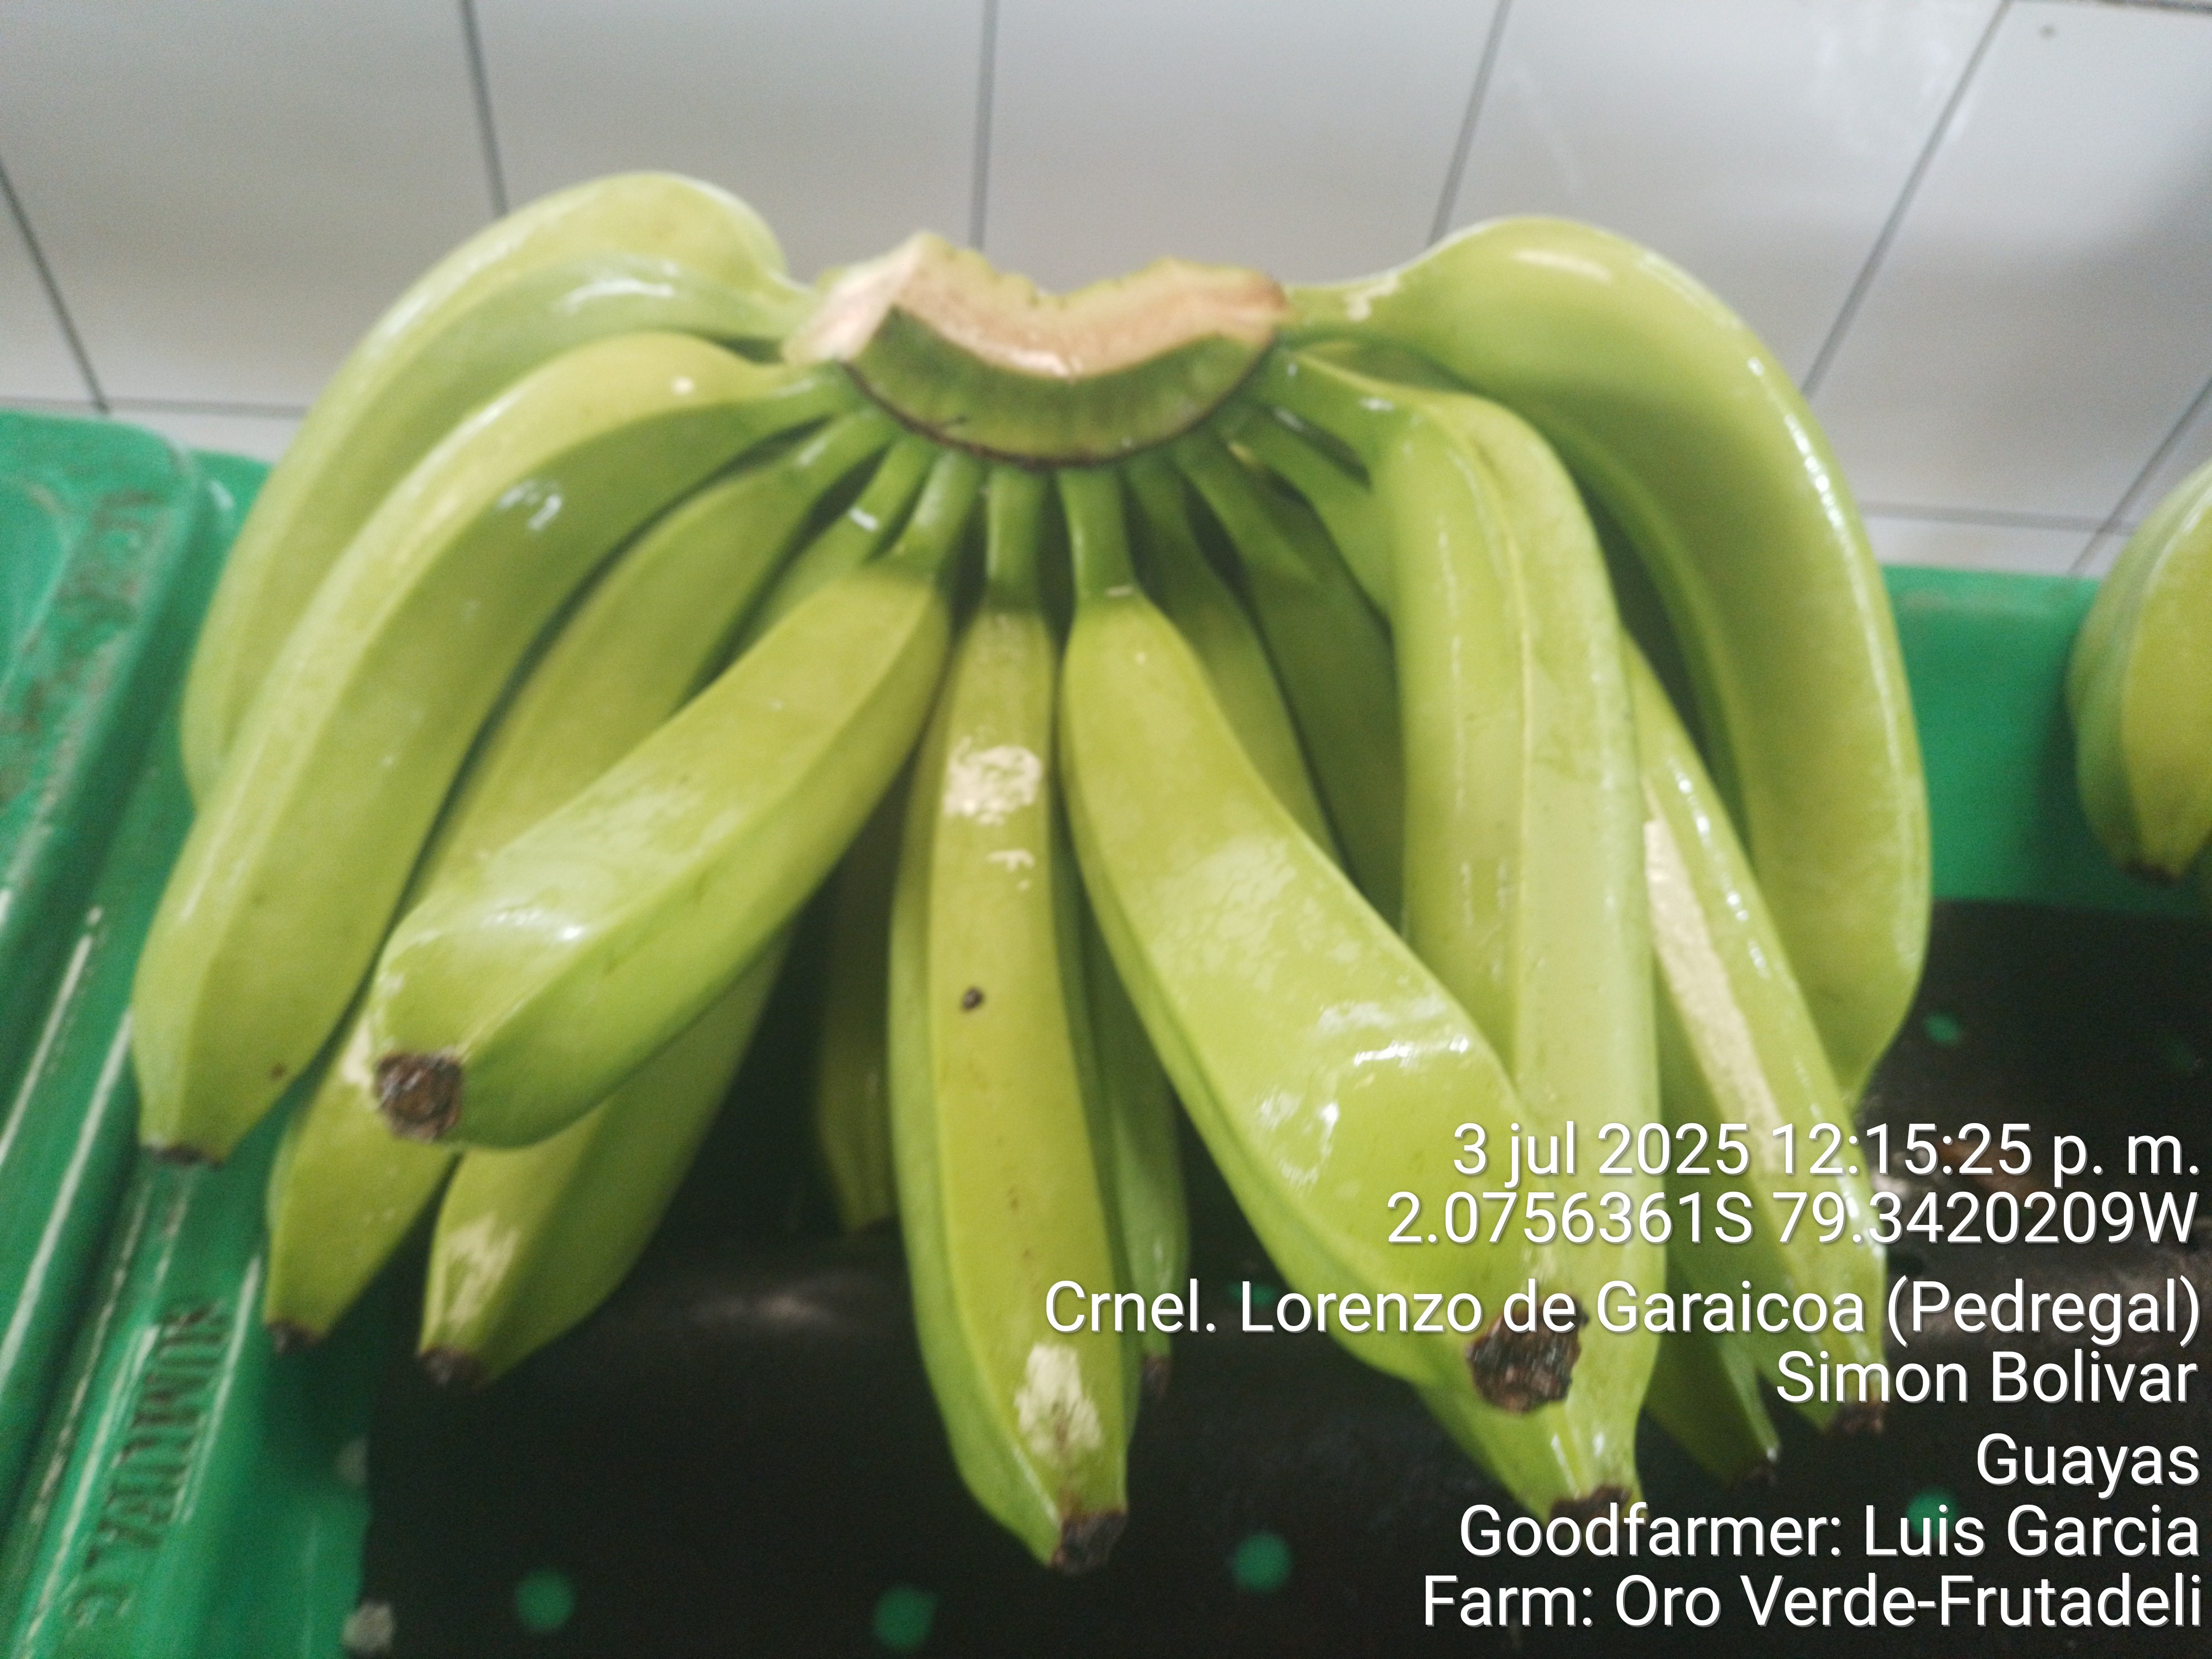 3 jul 2025 12:15:25 p. m.
2.0756361S 79.3420209W
Crnel. Lorenzo de Garaicoa (Pedregal)
Simon Bolivar
Guayas
Goodfarmer: Luis Garcia
Farm: Oro Verde-Frutadeli